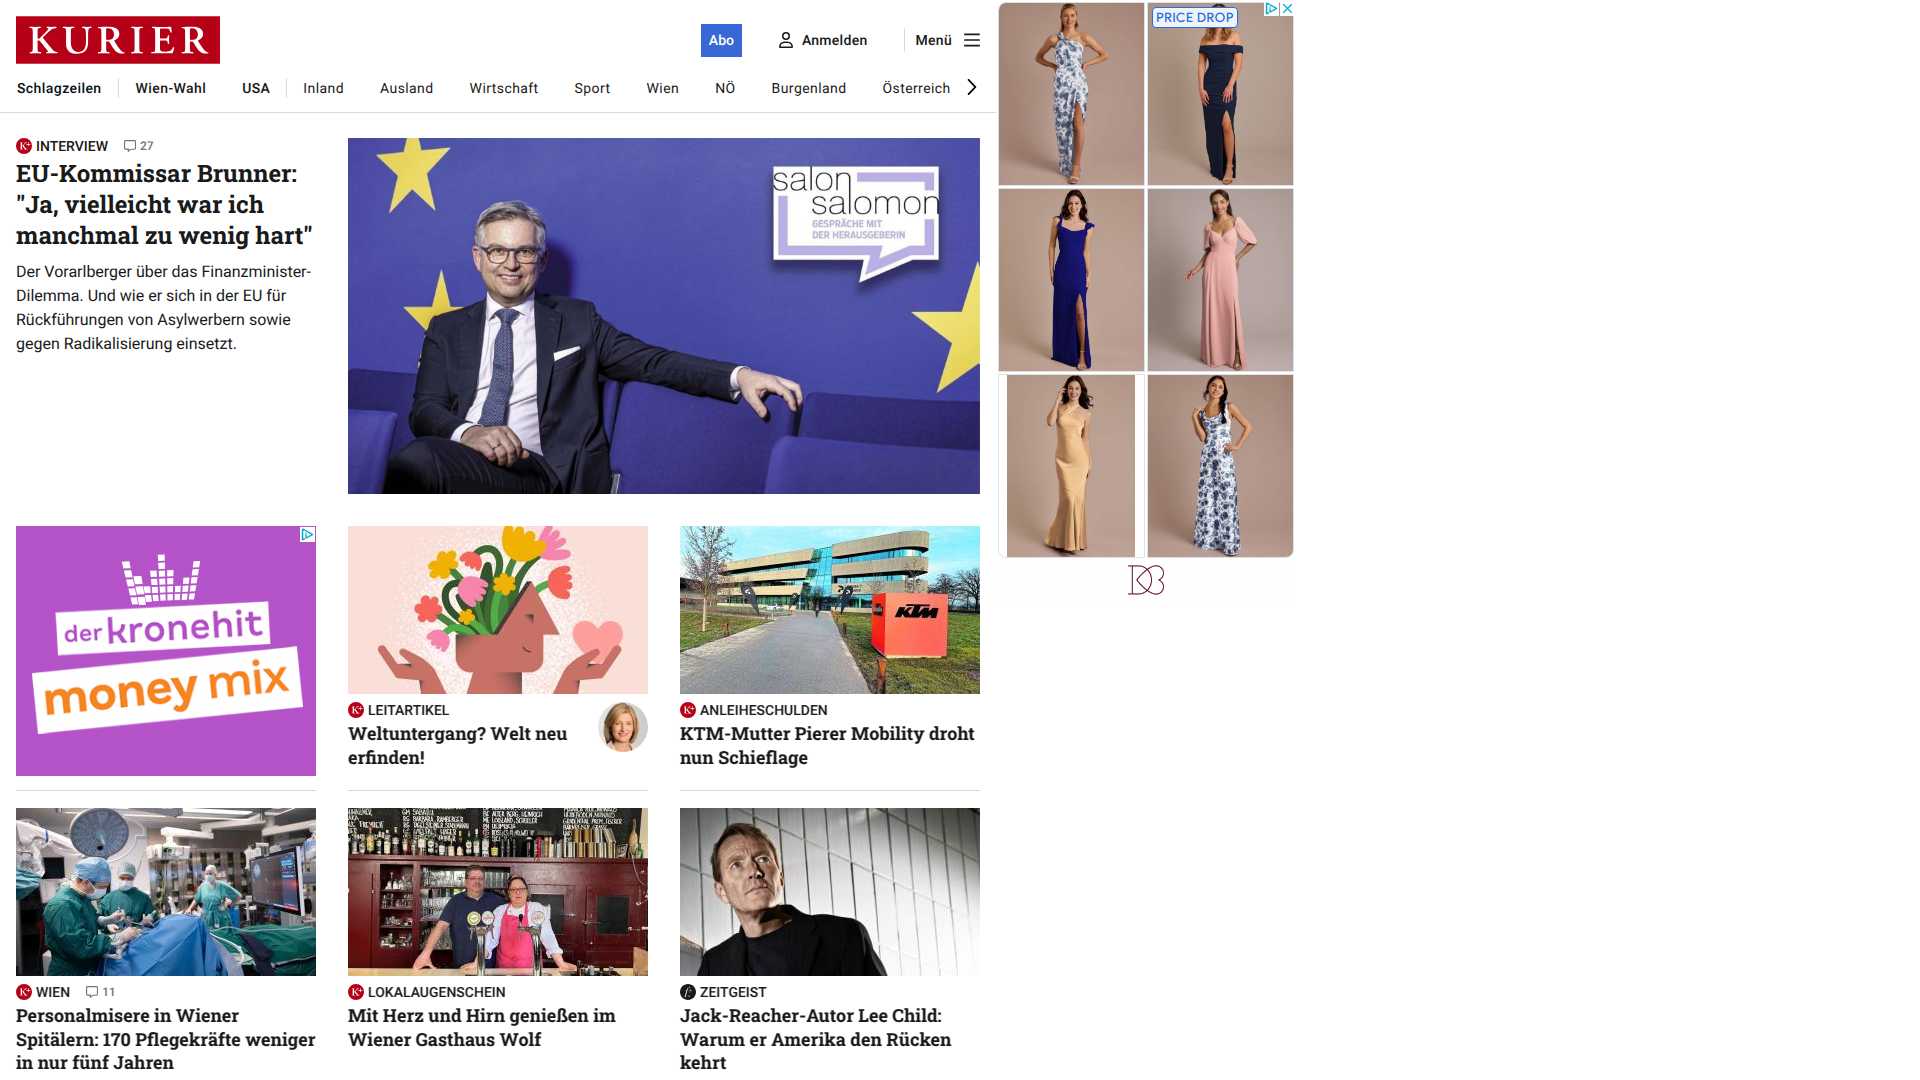 KURIER
Abo
Anmelden
Menü
Schlagzeilen
Wien-Wahl
USA
Inland
Ausland
Wirtschaft
Sport
Wien
NÖ
Burgenland
Österreich
INTERVIEW 27
EU-Kommissar Brunner:
"Ja, vielleicht war ich
manchmal zu wenig hart"
Der Vorarlberger über das Finanzminister-
Dilemma. Und wie er sich in der EU für
Rückführungen von Asylwerbern sowie
gegen Radikalisierung einsetzt.
salon
salomon
GESPRÄCHE MIT
DER HERAUSGEBERIN
PRICE DROP
der kronehit
money mix
LEITARTIKEL
Weltuntergang? Welt neu
erfinden!
KTM
ANLEIHESCHULDEN
KTM-Mutter Pierer Mobility droht
nun Schieflage
WIEN 11
Personalmisere in Wiener
Spitälern: 170 Pflegekräfte weniger
in nur fünf Jahren
LOKALAUGENSCHEIN
Mit Herz und Hirn genießen im
Wiener Gasthaus Wolf
ZEITGEIST
Jack-Reacher-Autor Lee Child:
Warum er Amerika den Rücken
kehrt